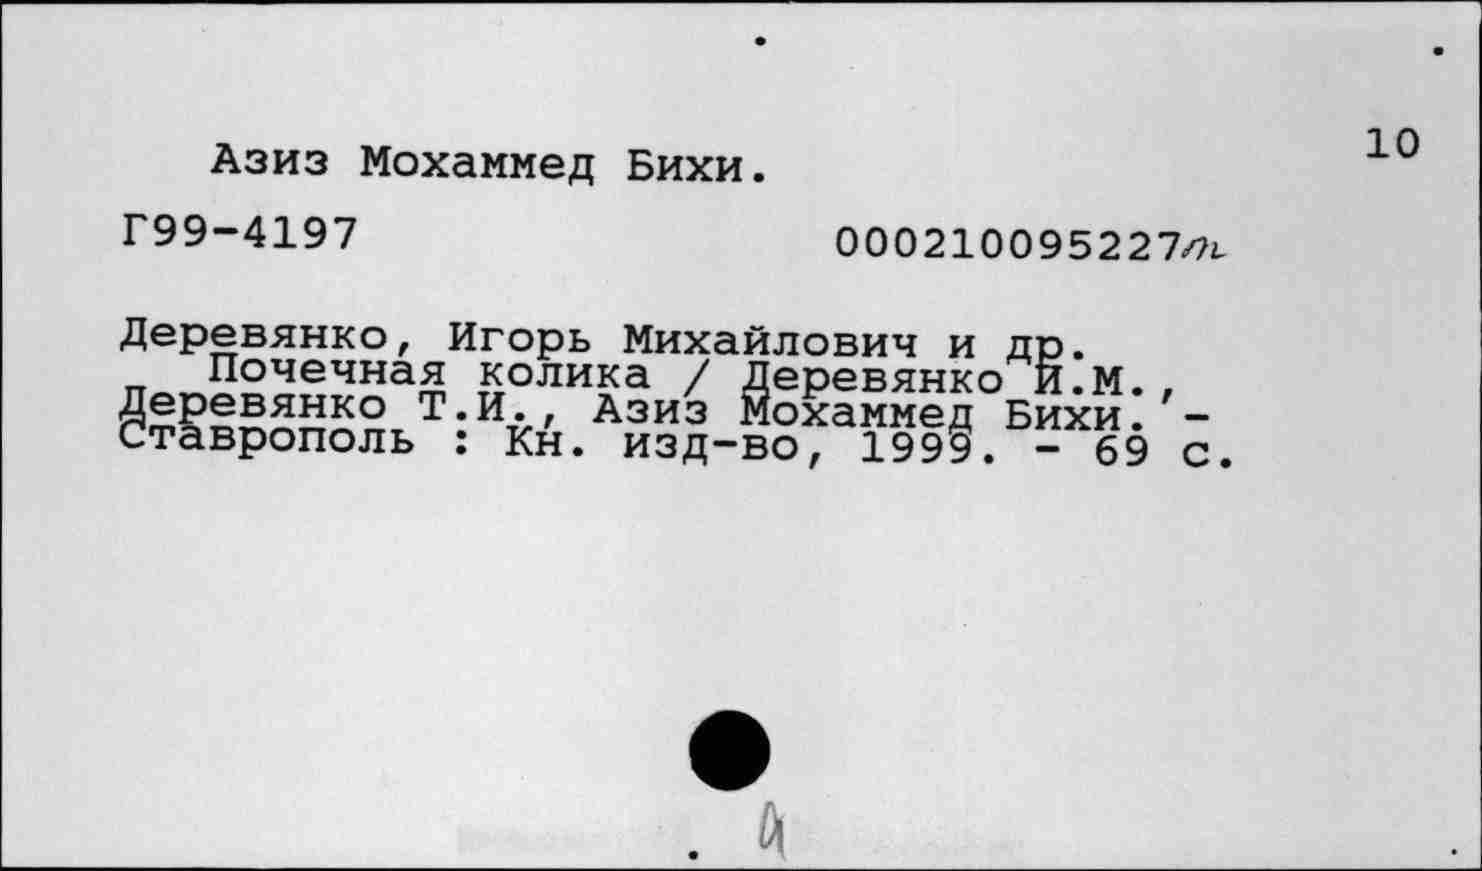 10
Азиз Мохаммед Бихи.
Г99-4197 000210095227
Деревянко, Игорь Михайлович и др.
Почечная колика / Деревянко И.М.,
Деревянко Т.И., Азиз Мохаммед Бихи. -
Ставрополь : Кн. изд-во, 1999. - 69 с.